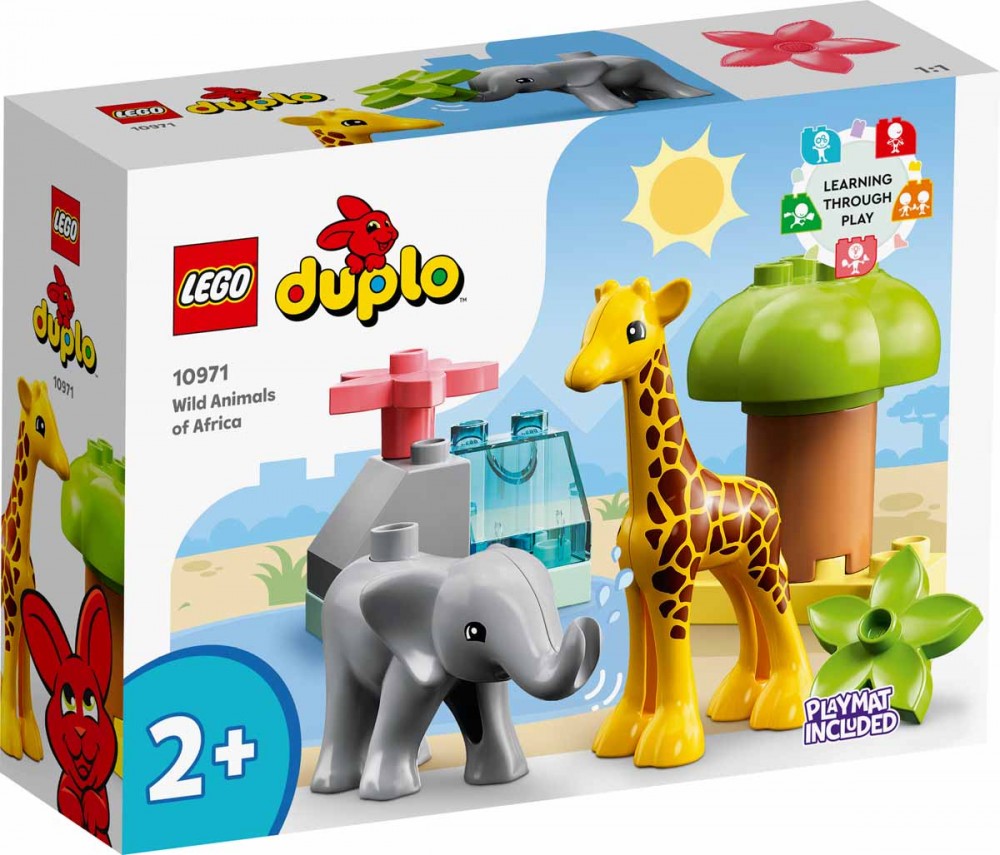 LEGO
duplo
10971
1:1
LEGO
duplo
10971
LEGO
duplo™
10971
Wild Animals
of Africa
LEARNING
THROUGH
PLAY
2+
PLAYMAT
INCLUDED